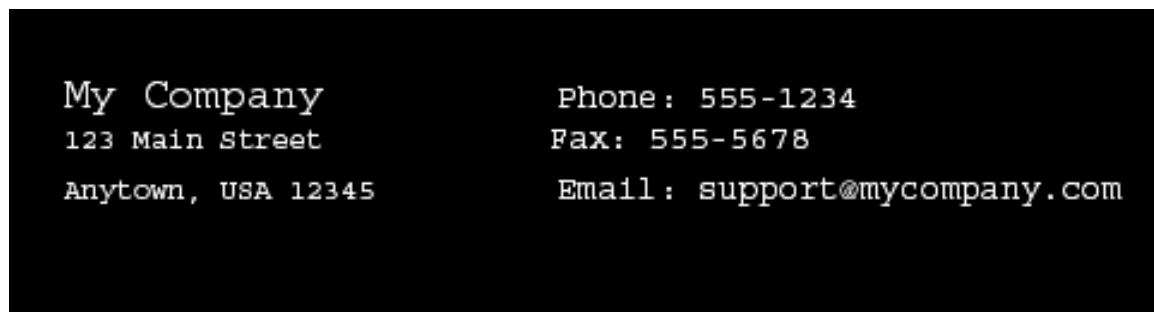 My Company
123 Main Street
Anytown, USA 12345
Phone: 555-1234
Fax: 555-5678
Email: support@mycompany.com